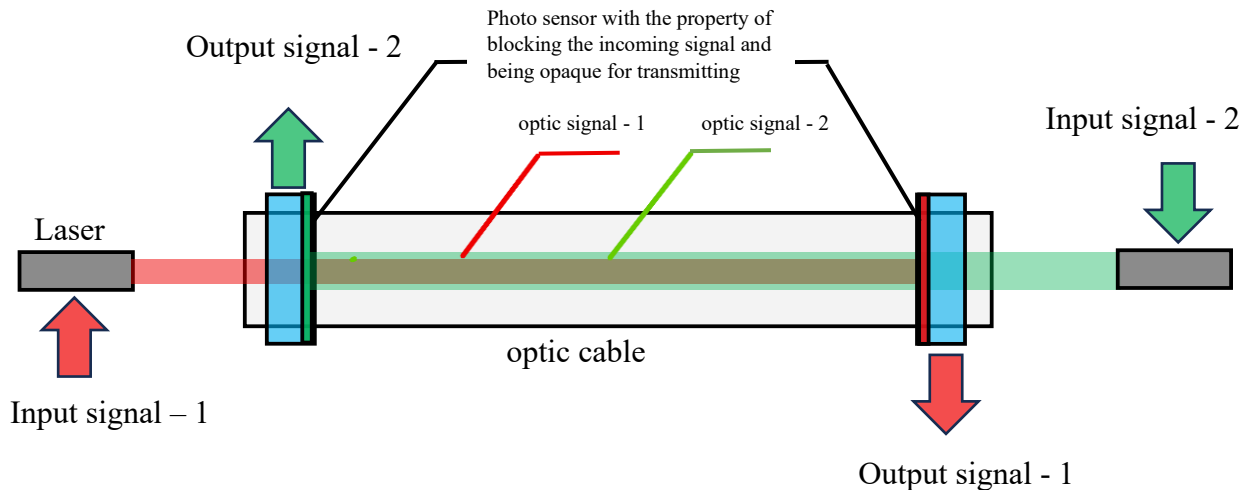 Photo sensor with the property of
blocking the incoming signal and
being opaque for transmitting
Output signal - 2
optic signal - 1
optic signal - 2
Input signal - 2
Laser
optic cable
Input signal – 1
Output signal - 1